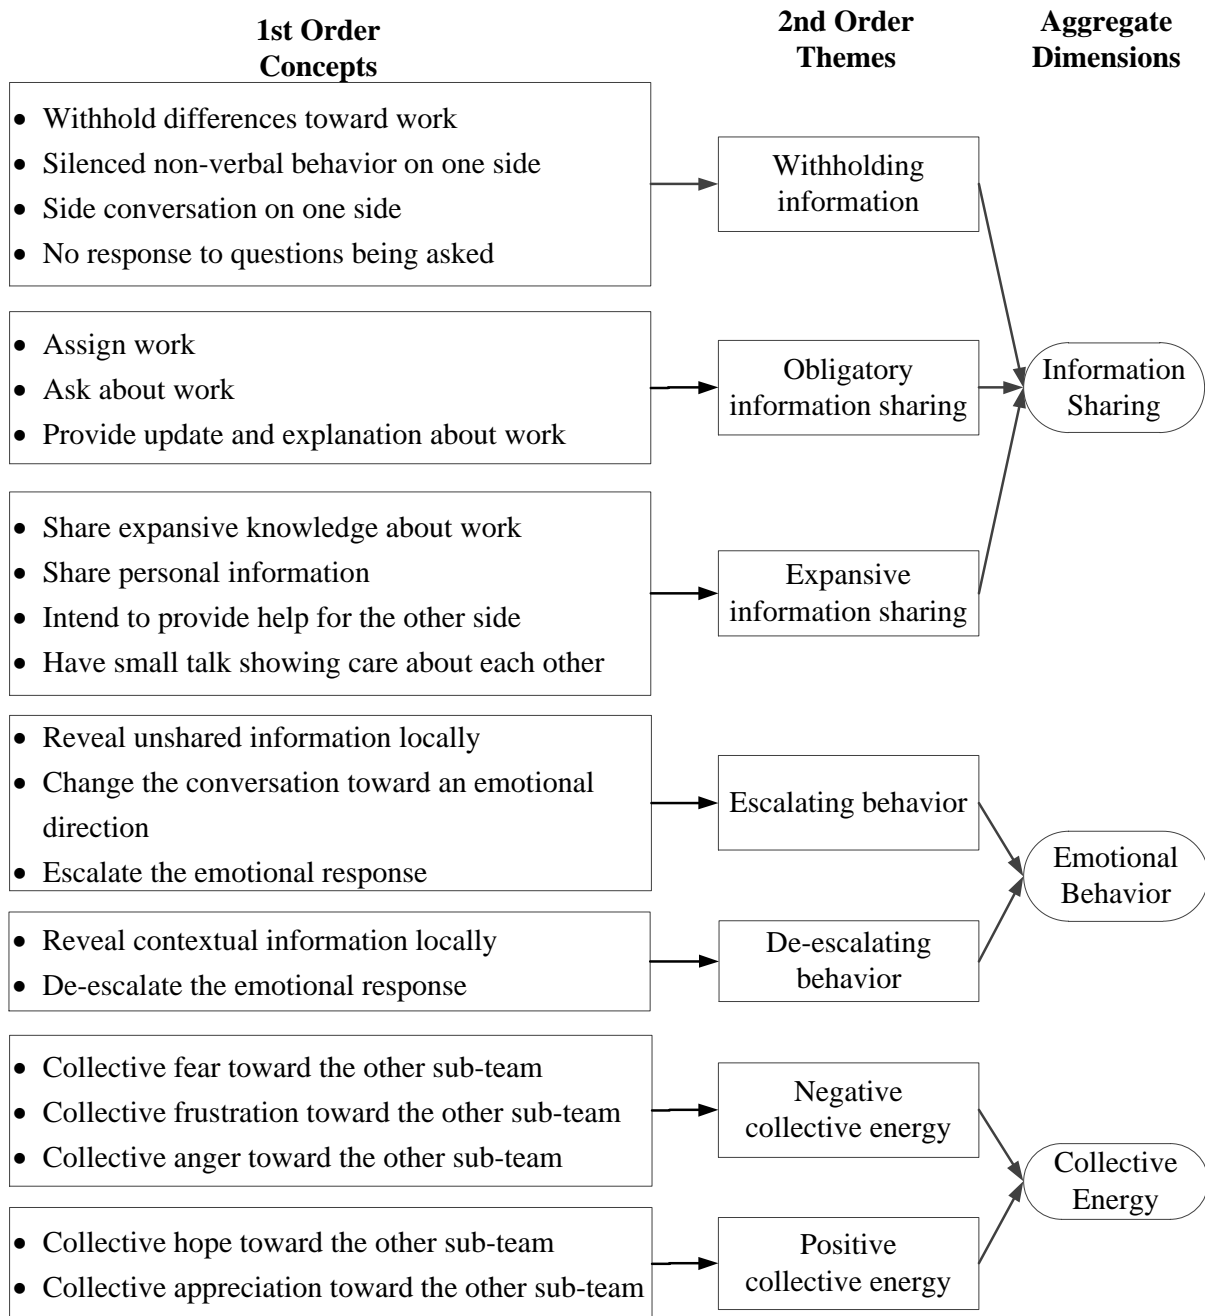 1st Order
Concepts
2nd Order
Themes
Aggregate
Dimensions
• Withhold differences toward work
• Silenced non-verbal behavior on one side
• Side conversation on one side
• No response to questions being asked
Withholding
information
• Assign work
• Ask about work
• Provide update and explanation about work
Obligatory
information sharing
Information
Sharing
• Share expansive knowledge about work
• Share personal information
• Intend to provide help for the other side
• Have small talk showing care about each other
Expansive
information sharing
• Reveal unshared information locally
• Change the conversation toward an emotional
direction
• Escalate the emotional response
Escalating behavior
Emotional
Behavior
• Reveal contextual information locally
• De-escalate the emotional response
De-escalating
behavior
• Collective fear toward the other sub-team
• Collective frustration toward the other sub-team
• Collective anger toward the other sub-team
Negative
collective energy
Collective
Energy
• Collective hope toward the other sub-team
• Collective appreciation toward the other sub-team
Positive
collective energy